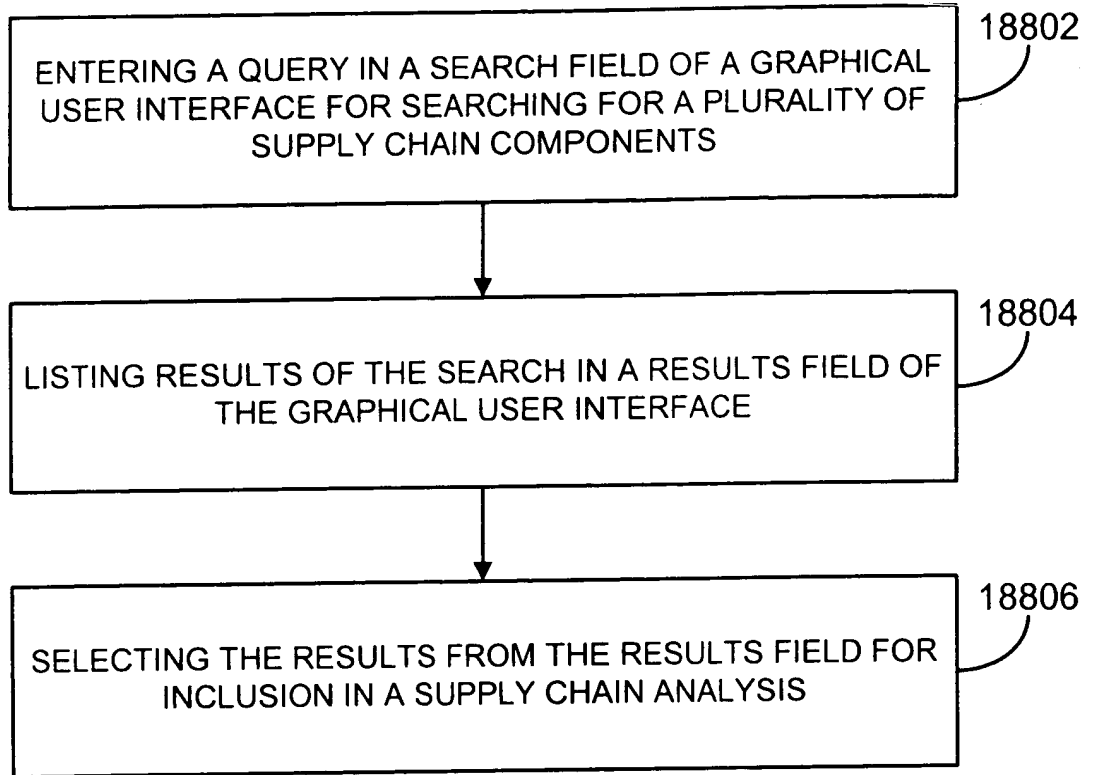 18802
ENTERING A QUERY IN A SEARCH FIELD OF A GRAPHICAL
USER INTERFACE FOR SEARCHING FOR A PLURALITY OF
SUPPLY CHAIN COMPONENTS
18804
LISTING RESULTS OF THE SEARCH IN A RESULTS FIELD OF
THE GRAPHICAL USER INTERFACE
18806
SELECTING THE RESULTS FROM THE RESULTS FIELD FOR
INCLUSION IN A SUPPLY CHAIN ANALYSIS